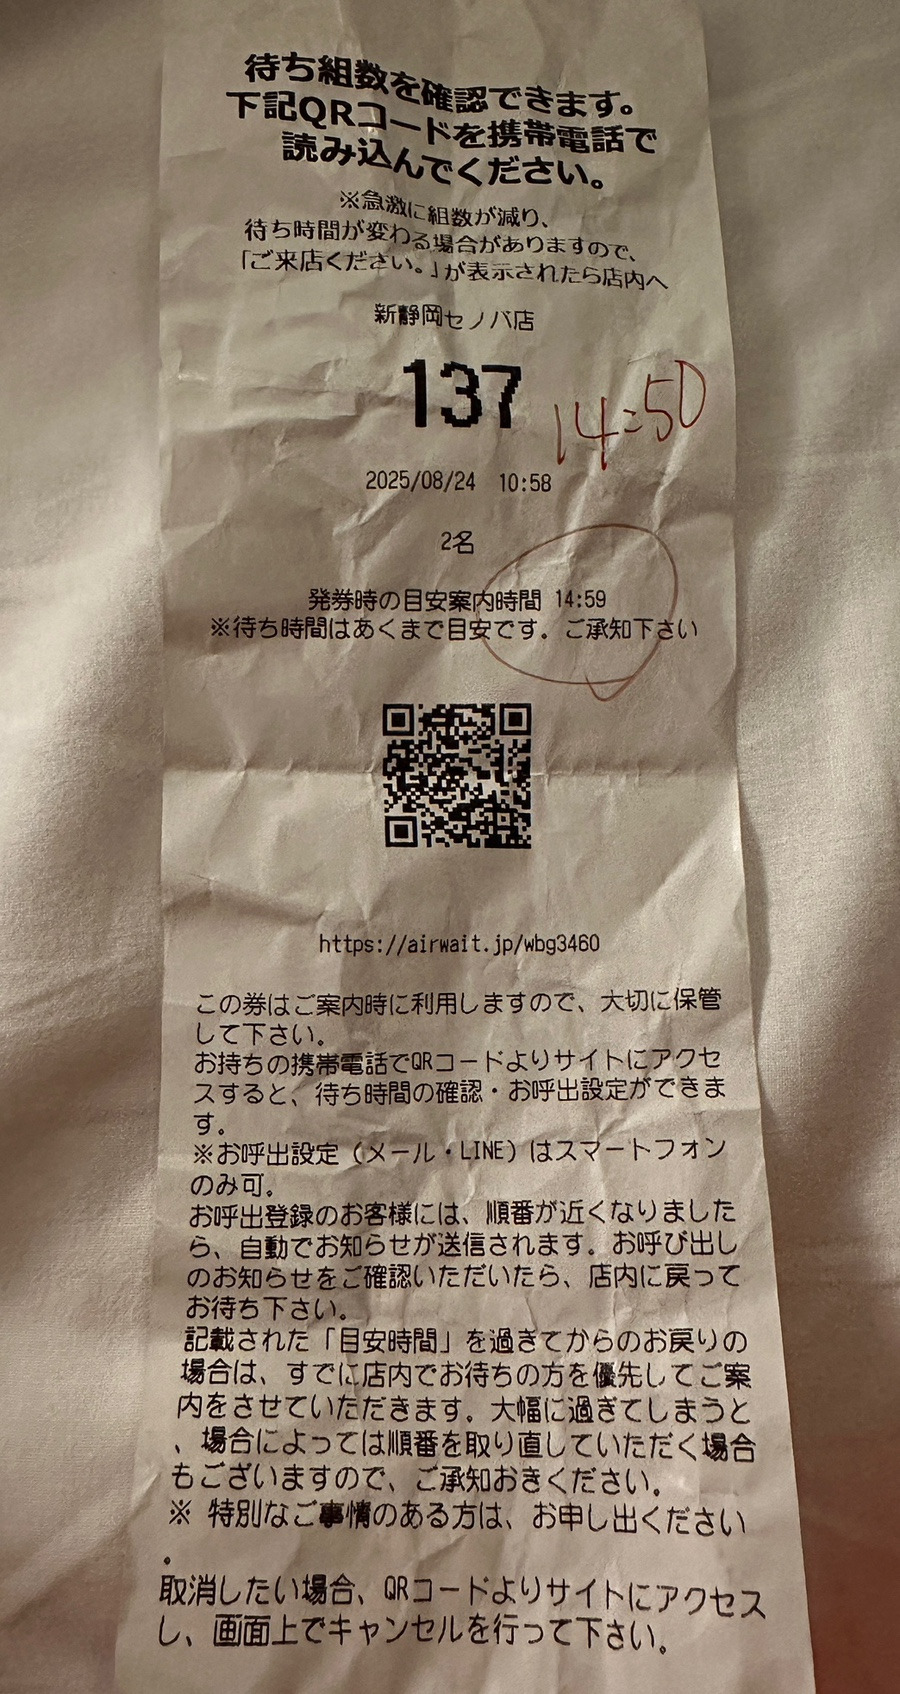 待ち組数を確認できます。
下記QRコードを携帯電話で
読み込んでください。
※急激に組数が減り、
待ち時間が変わる場合がありますので、
「ご来店ください。」が表示されたら店内へ
新静岡セノバ店
137
14:50
2025/08/24 10:58
2名
発券時の目安案内時間 14:59
※待ち時間はあくまで目安です。ご承知下さい
https://airwait.jp/wbg3460
この券はご案内時に利用しますので、大切に保管
して下さい。
お持ちの携帯電話でQRコードよりサイトにアクセ
スすると、待ち時間の確認・お呼出設定ができま
す。
※お呼出設定（メール・LINE）はスマートフォン
のみ可。
お呼出登録のお客様には、順番が近くなりました
ら、自動でお知らせが送信されます。お呼び出し
のお知らせをご確認いただいたら、店内に戻って
お待ち下さい。
記載された「目安時間」を過ぎてからのお戻りの
場合は、すでに店内でお待ちの方を優先してご案
内をさせていただきます。大幅に過ぎてしまうと
、場合によっては順番を取り直していただく場合
もございますので、ご承知おきください。
※ 特別なご事情のある方は、お申し出ください
。
取消したい場合、QRコードよりサイトにアクセス
し、画面上でキャンセルを行って下さい。